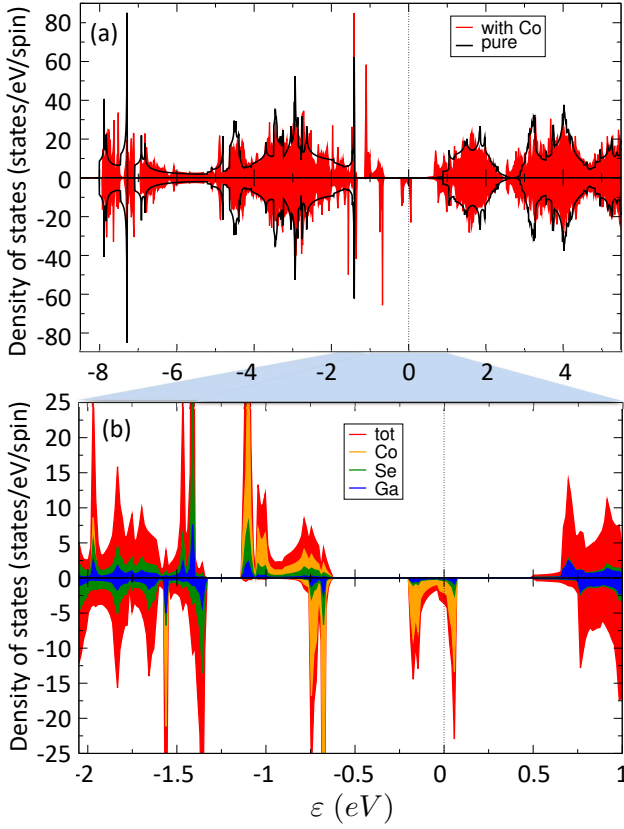 (a)
with Co
pure
Density of states (states/eV/spin)
80
60
40
20
0
-20
-40
-60
-80
-8 -6 -4 -2 0 2 4
(b)
tot
Co
Se
Ga
Density of states (states/eV/spin)
25
20
15
10
5
0
-5
-10
-15
-20
-25
-2 -1.5 -1 -0.5 0 0.5 1
ε (eV)